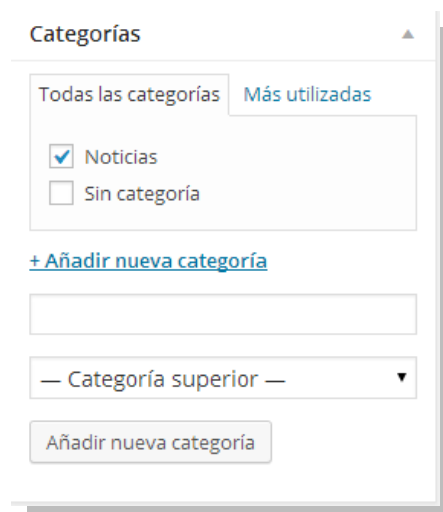 Categorías
Todas las categorías Más utilizadas
Noticias
Sin categoría
+ Añadir nueva categoría
— Categoría superior —
Añadir nueva categoría